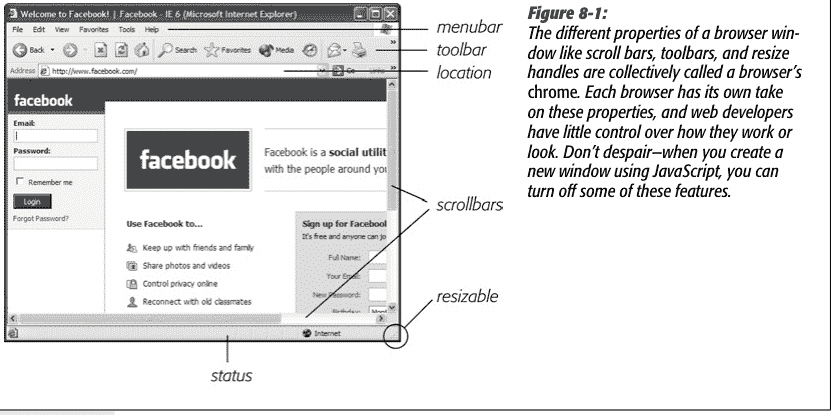 Welcome to Facebook! | Facebook - IE 6 (Microsoft Internet Explorer)
File Edit View Favorites Tools Help
Back Search Favorites Media
Address http://www.facebook.com/ Go Links
menubar
toolbar
location
facebook
Email:
Password:
Remember me
Login
Forgot Password?
facebook
Facebook is a social utilit
with the people around you
Use Facebook to...
Keep up with friends and family
Share photos and videos
Control privacy online
Reconnect with old classmates
Sign up for Facebool
It's free and anyone can jo
Full Name:
Your Email:
New Password:
Birthday:
Internet
scrollbars
resizable
status
Figure 8-1:
The different properties of a browser win-
dow like scroll bars, toolbars, and resize
handles are collectively called a browser's
chrome. Each browser has its own take
on these properties, and web developers
have little control over how they work or
look. Don't despair—when you create a
new window using JavaScript, you can
turn off some of these features.